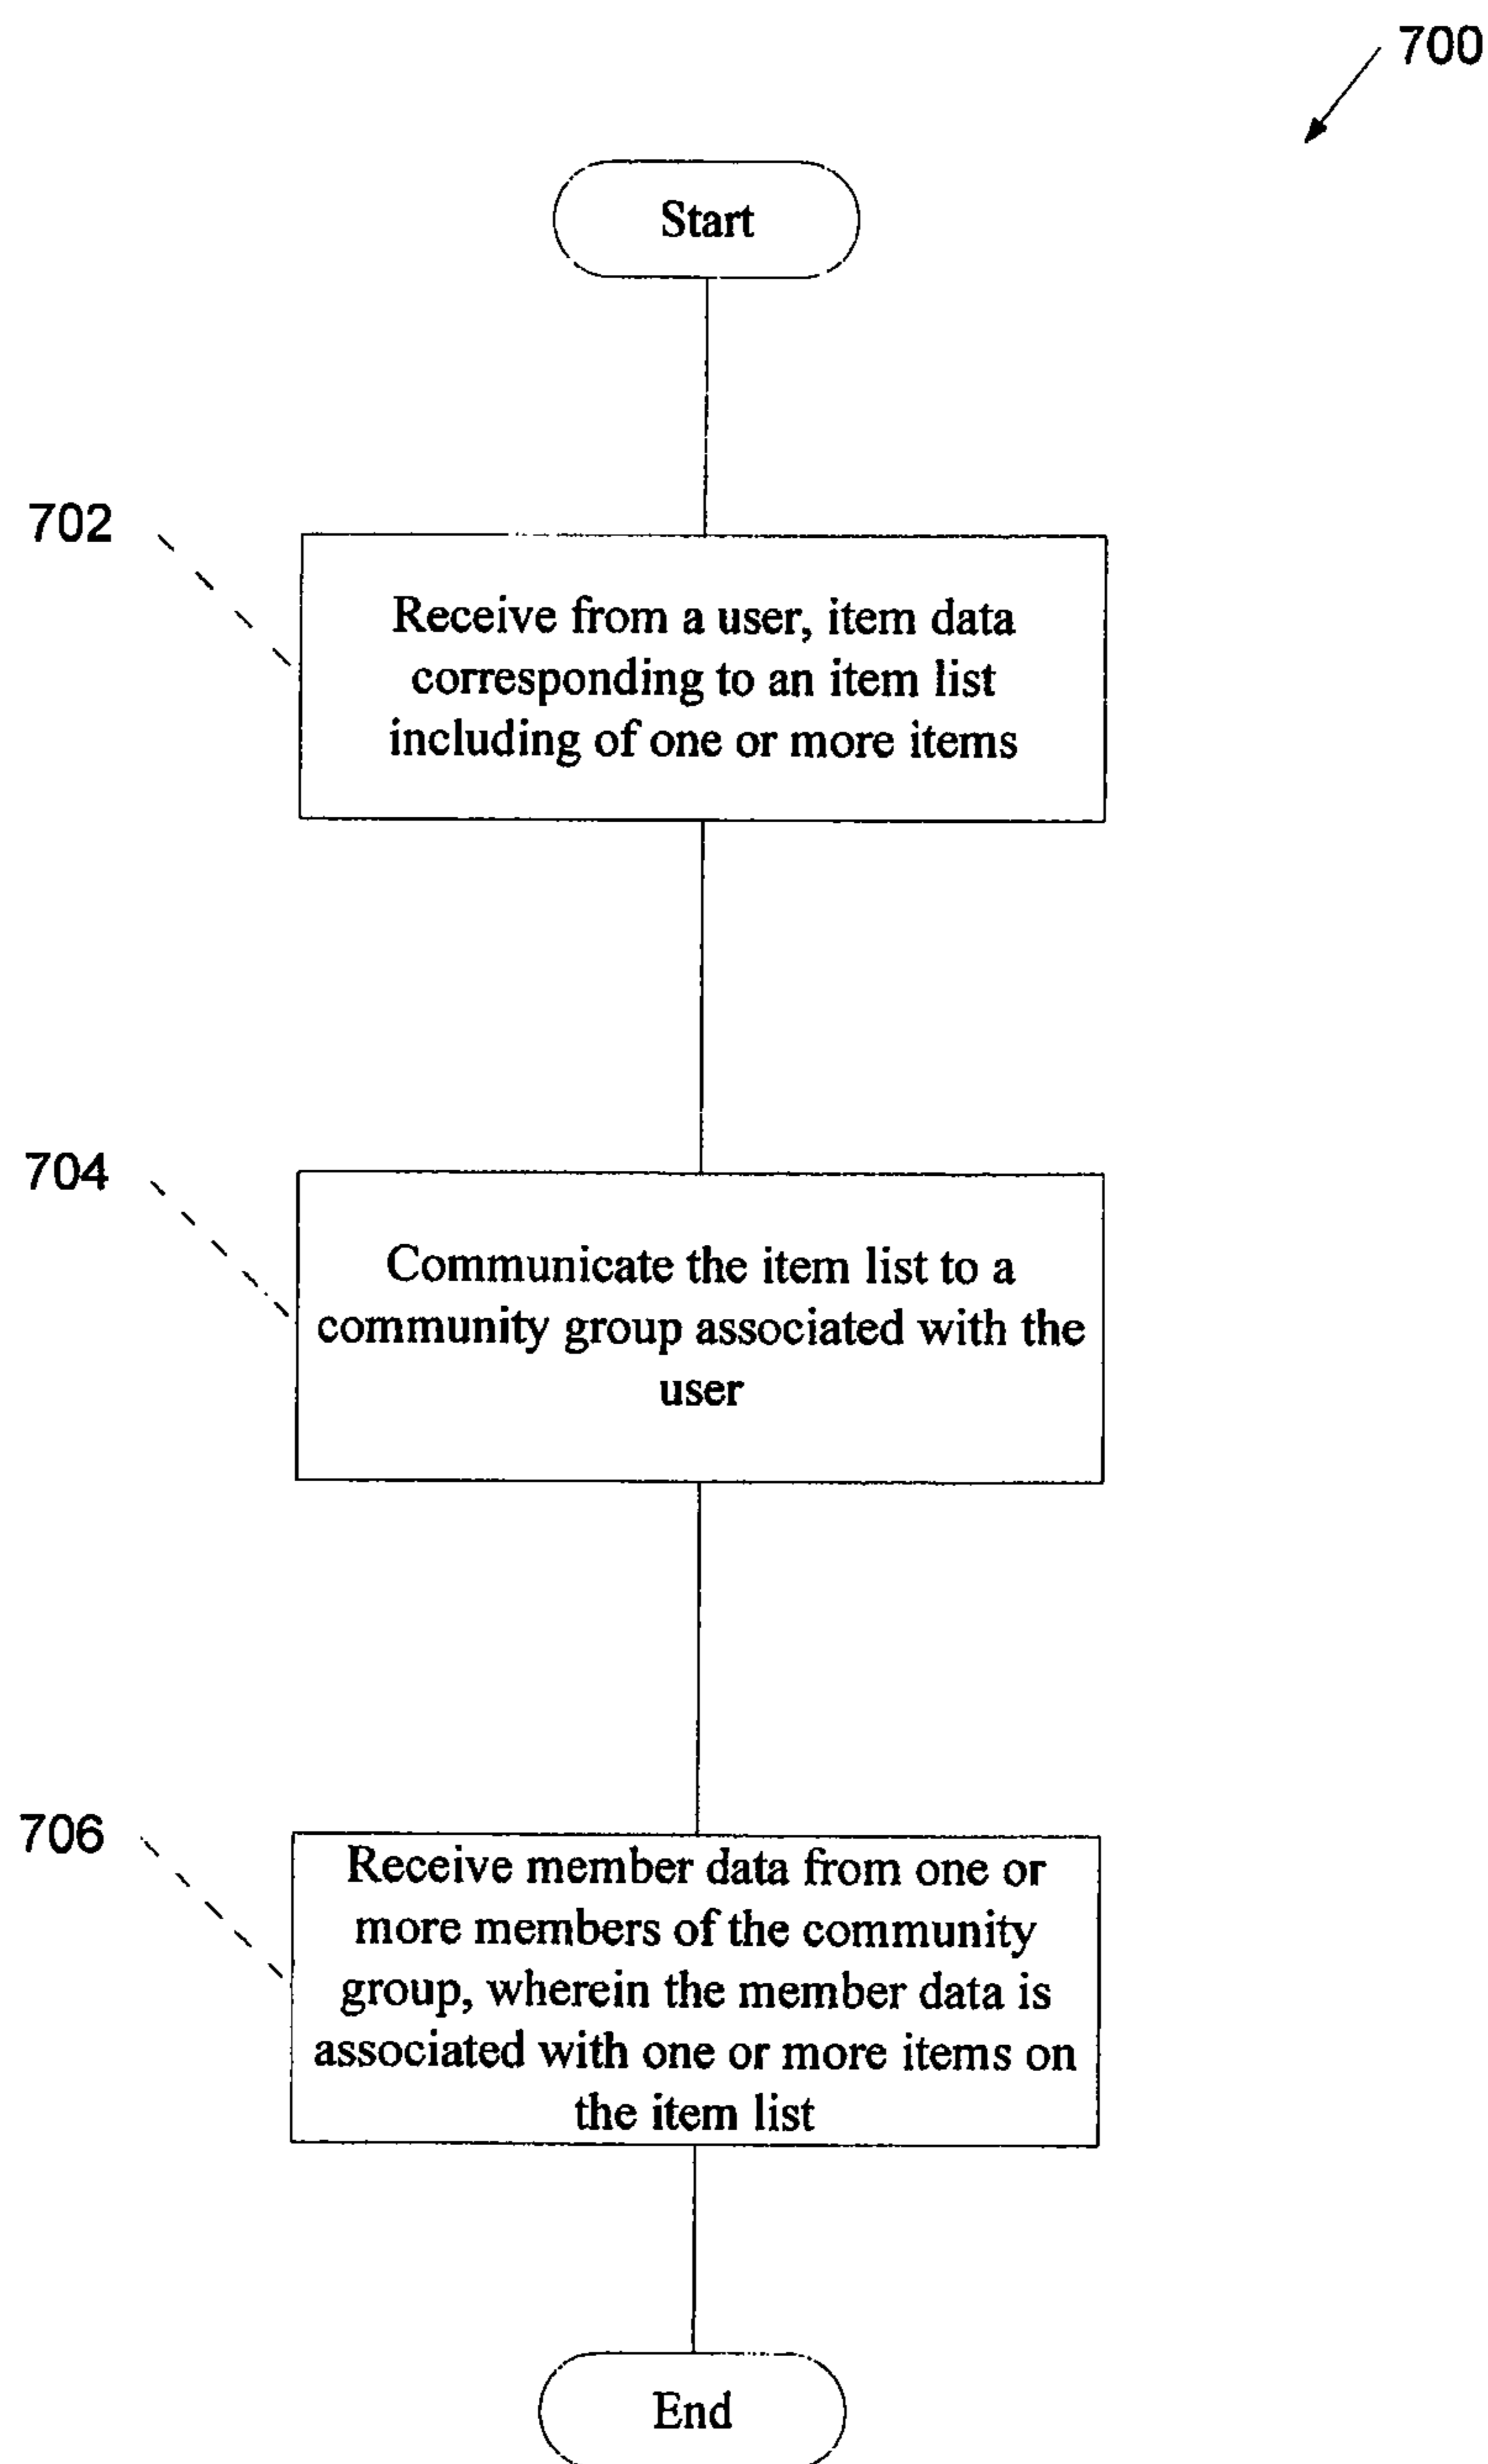 700
Start
702
Receive from a user, item data
corresponding to an item list
including of one or more items
704
Communicate the item list to a
community group associated with the
user
706
Receive member data from one or
more members of the community
group, wherein the member data is
associated with one or more items on
the item list
End